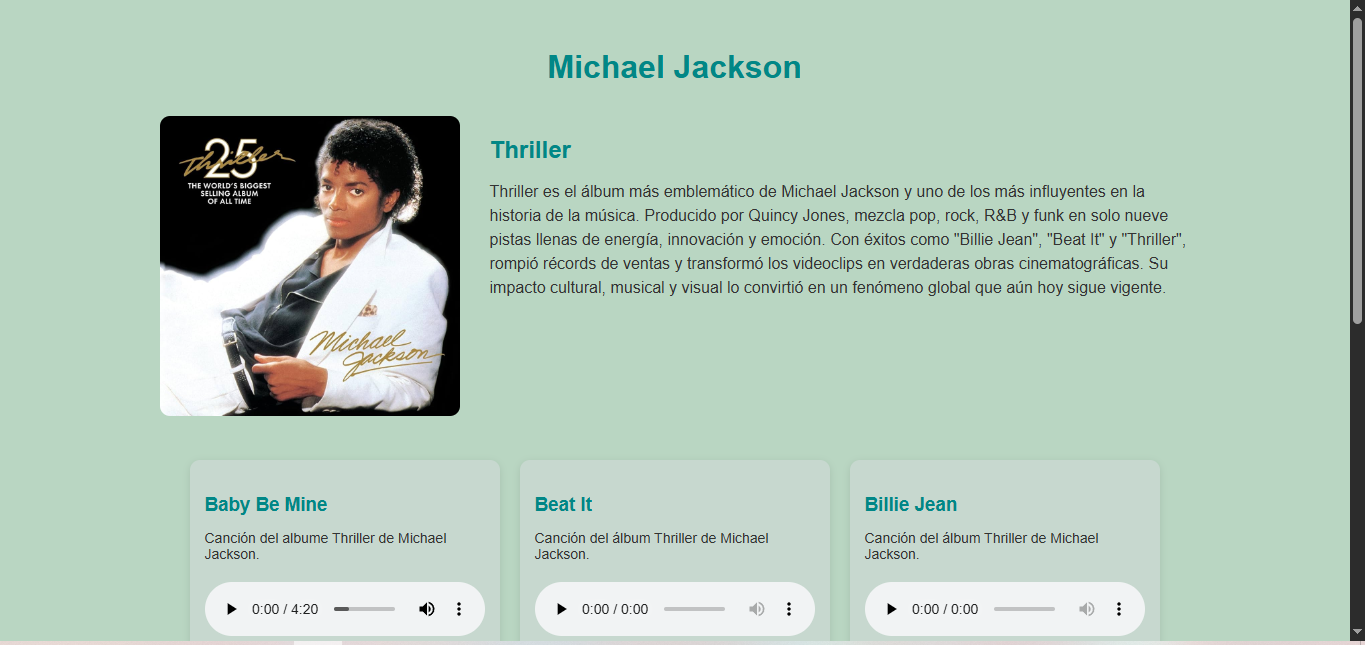 Michael Jackson
25
Thriller
THE WORLD'S BIGGEST
SELLING ALBUM
OF ALL TIME
Michael
Jackson
Thriller
Thriller es el álbum más emblemático de Michael Jackson y uno de los más influyentes en la
historia de la música. Producido por Quincy Jones, mezcla pop, rock, R&B y funk en solo nueve
pistas llenas de energía, innovación y emoción. Con éxitos como "Billie Jean", "Beat It" y "Thriller",
rompió récords de ventas y transformó los videoclips en verdaderas obras cinematográficas. Su
impacto cultural, musical y visual lo convirtió en un fenómeno global que aún hoy sigue vigente.
Baby Be Mine
Canción del albume Thriller de Michael
Jackson.
0:00 / 4:20
Beat It
Canción del álbum Thriller de Michael
Jackson.
0:00 / 0:00
Billie Jean
Canción del álbum Thriller de Michael
Jackson.
0:00 / 0:00